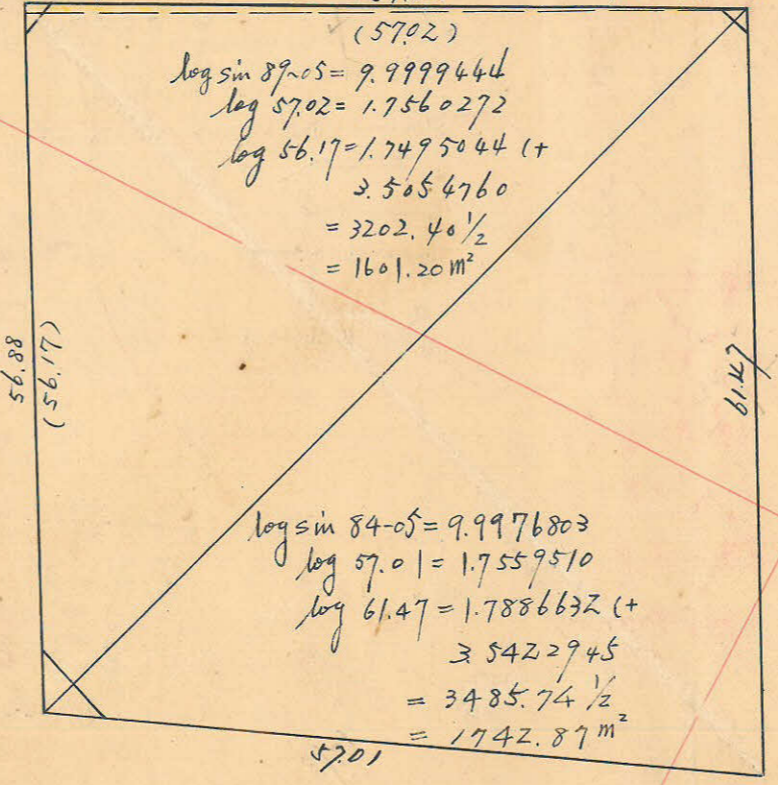 (57.02)
log sin 89-05 = 9.9999444
log 57.02 = 1.7560272
log 56.17 = 1.7495044 (+
3.5054760
= 3202.40 1/2
= 1601.20 m²
56.88
(56.17)
61.47
log sin 84-05 = 9.9976803
log 57.01 = 1.7559510
log 61.47 = 1.7886632 (+
3.5422945
= 3485.74 1/2
= 1742.87 m²
57.01